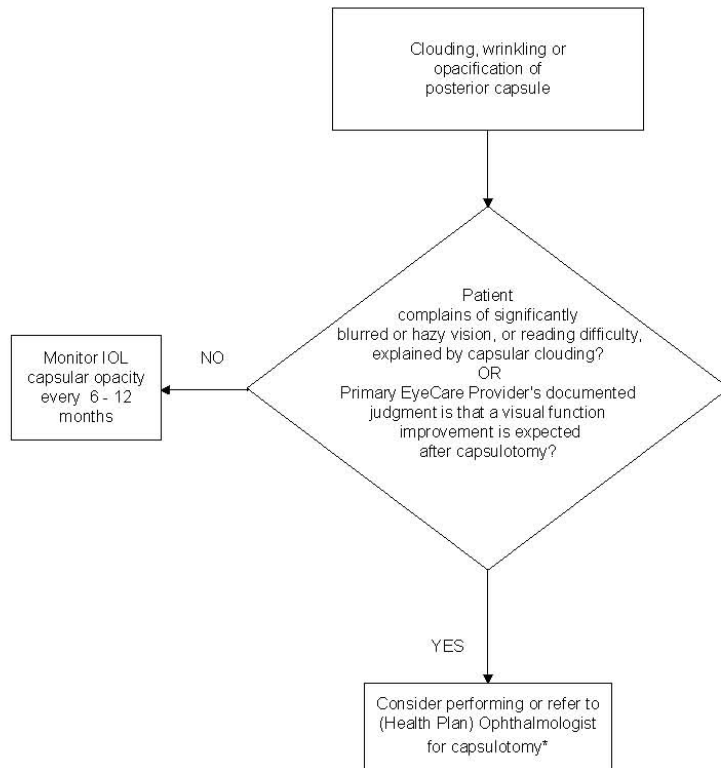 Clouding, wrinkling or
opacification of
posterior capsule
Patient
complains of significantly
blurred or hazy vision, or reading difficulty,
explained by capsular clouding?
OR
Primary EyeCare Provider's documented
judgment is that a visual function
improvement is expected
after capsulotomy?
NO
Monitor IOL
capsular opacity
every 6 - 12
months
YES
Consider performing or refer to
(Health Plan) Ophthalmologist
for capsulotomy*